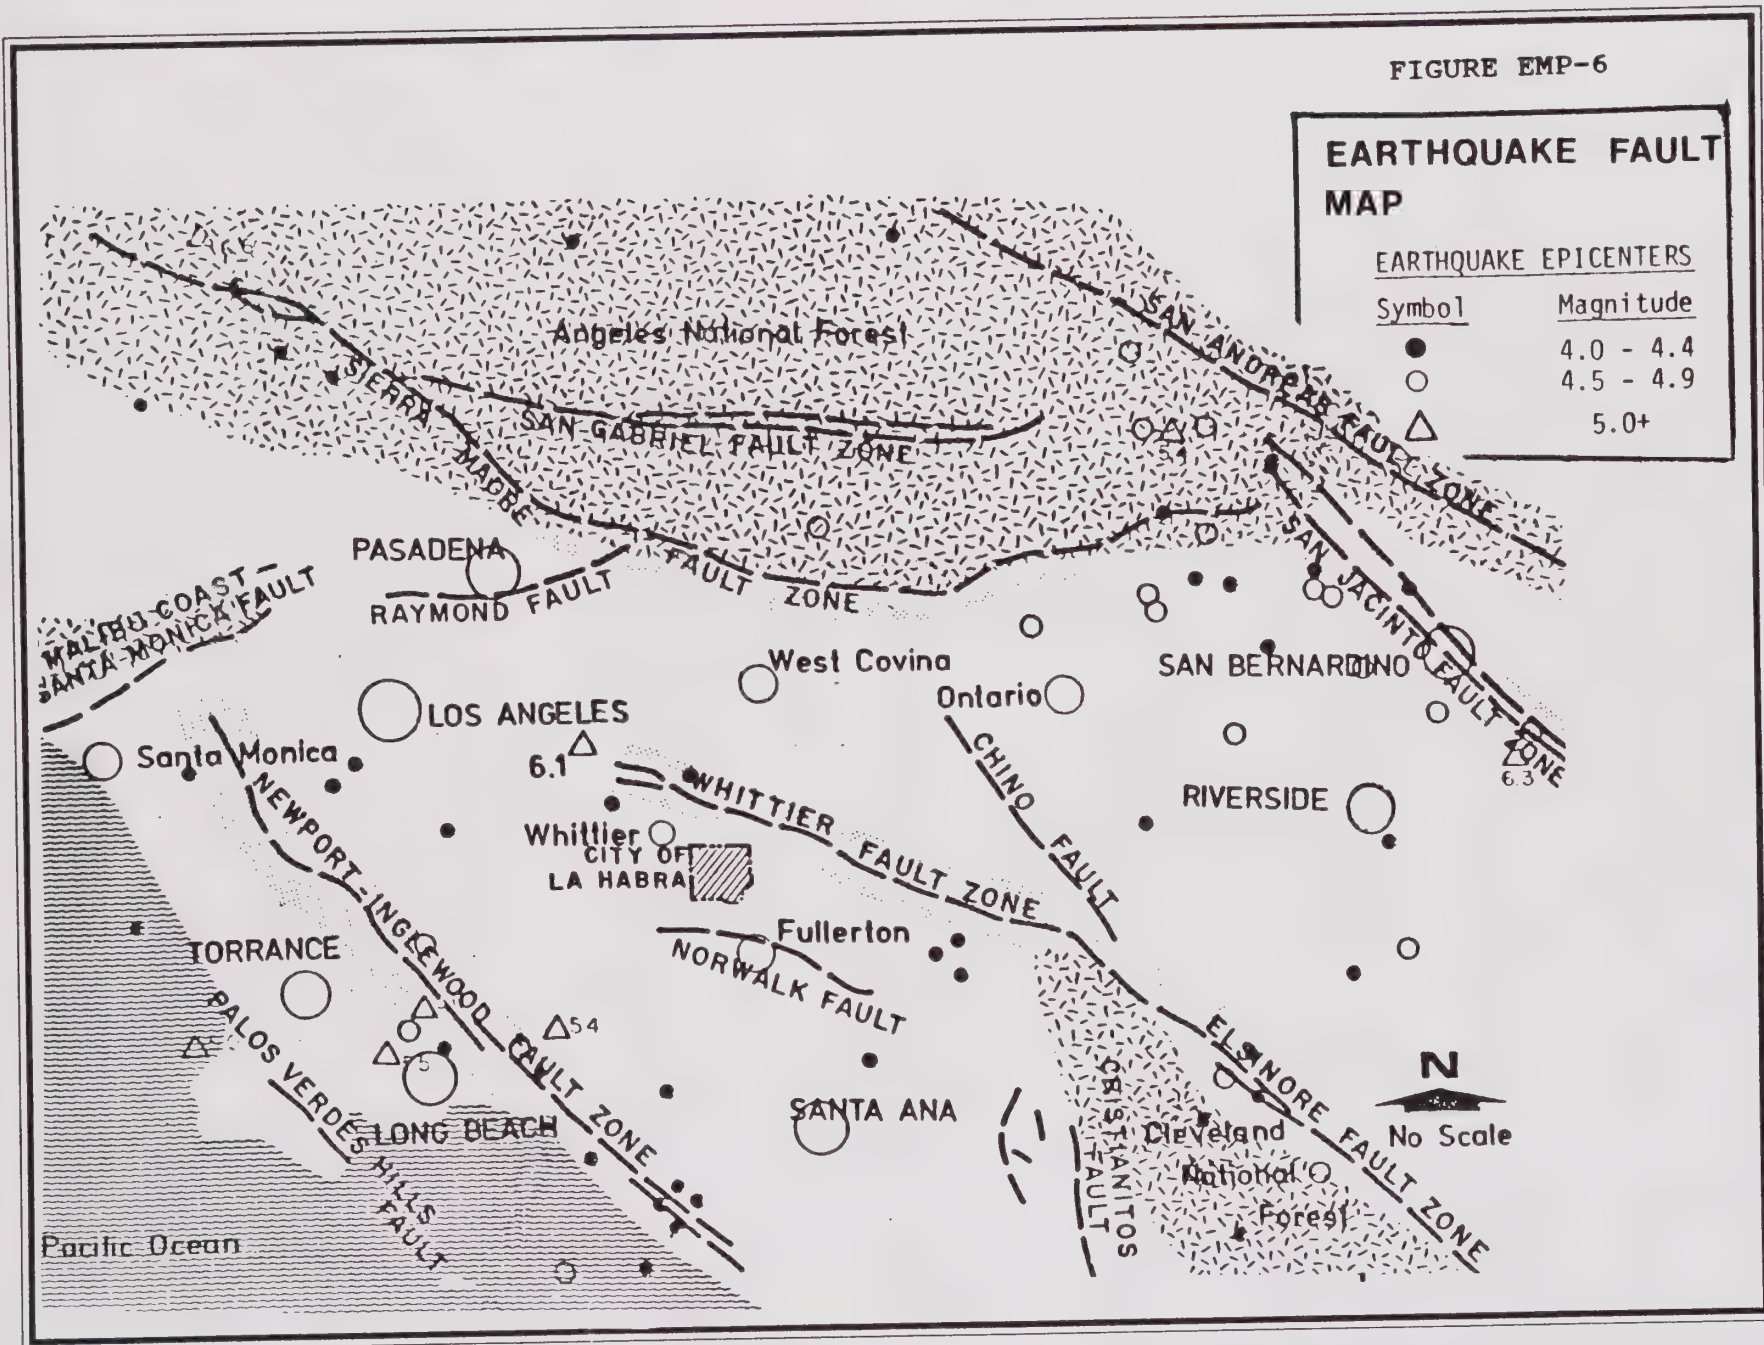 FIGURE EMP-6
EARTHQUAKE FAULT
MAP
EARTHQUAKE EPICENTERS
Symbol Magnitude
4.0 - 4.4
4.5 - 4.9
5.0+
Angeles National Forest
SAN ANDREAS FAULT ZONE
SIERRA MADRE FAULT ZONE
SAN GABRIEL FAULT ZONE
SAN JACINTO FAULT ZONE
PASADENA
RAYMOND FAULT
MALIBU COAST-
SANTA MONICA FAULT
West Covina
SAN BERNARDINO
Ontario
LOS ANGELES
Santa Monica
6.1
6.3
CHINO FAULT
RIVERSIDE
NEWPORT-INGLEWOOD FAULT ZONE
WHITTIER FAULT ZONE
Whittier
CITY OF
LA HABRA
Fullerton
NORWALK FAULT
TORRANCE
PALOS VERDES HILLS
FAULT
54
LONG BEACH
SANTA ANA
CRISTIANITOS
FAULT
ELSINORE FAULT ZONE
Cleveland
National
Forest
N
No Scale
Pacific Ocean